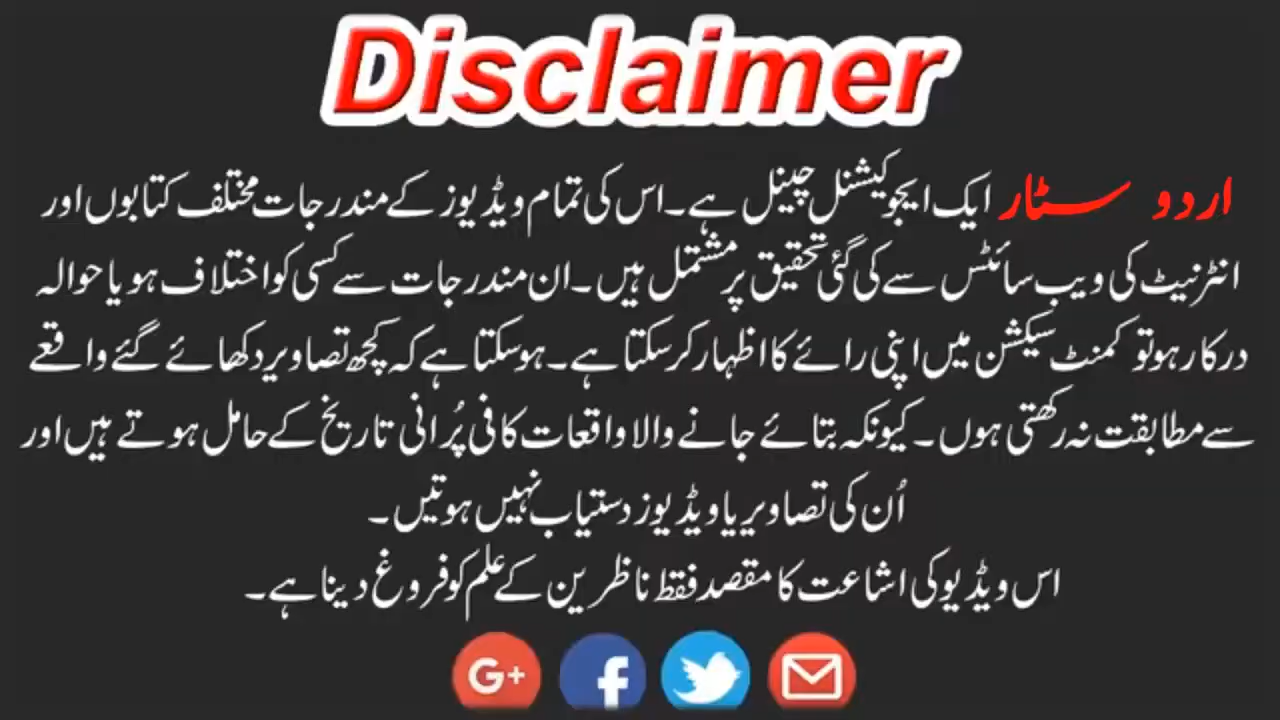 Disclaimer
اردو سٹار ایک ایجوکیشنل چینل ہے۔ اس کی تمام ویڈیوز کے مندرجات مختلف کتابوں اور
انٹرنیٹ کی ویب سائٹس سے کی گئی تحقیق پر مشتمل ہیں۔ ان مندرجات سے کسی کو اختلاف ہو یا حوالہ
درکار ہو تو کمنٹ سیکشن میں اپنی رائے کا اظہار کر سکتا ہے۔ ہو سکتا ہے کہ کچھ تصاویر دکھائے گئے واقعے
سے مطابقت نہ رکھتی ہوں۔ کیونکہ بتائے جانے والا واقعات کافی پُرانی تاریخ کے حامل ہوتے ہیں اور
اُن کی تصاویر یا ویڈیوز دستیاب نہیں ہوتیں۔
اس ویڈیو کی اشاعت کا مقصد فقط ناظرین کے علم کو فروغ دینا ہے۔
G+